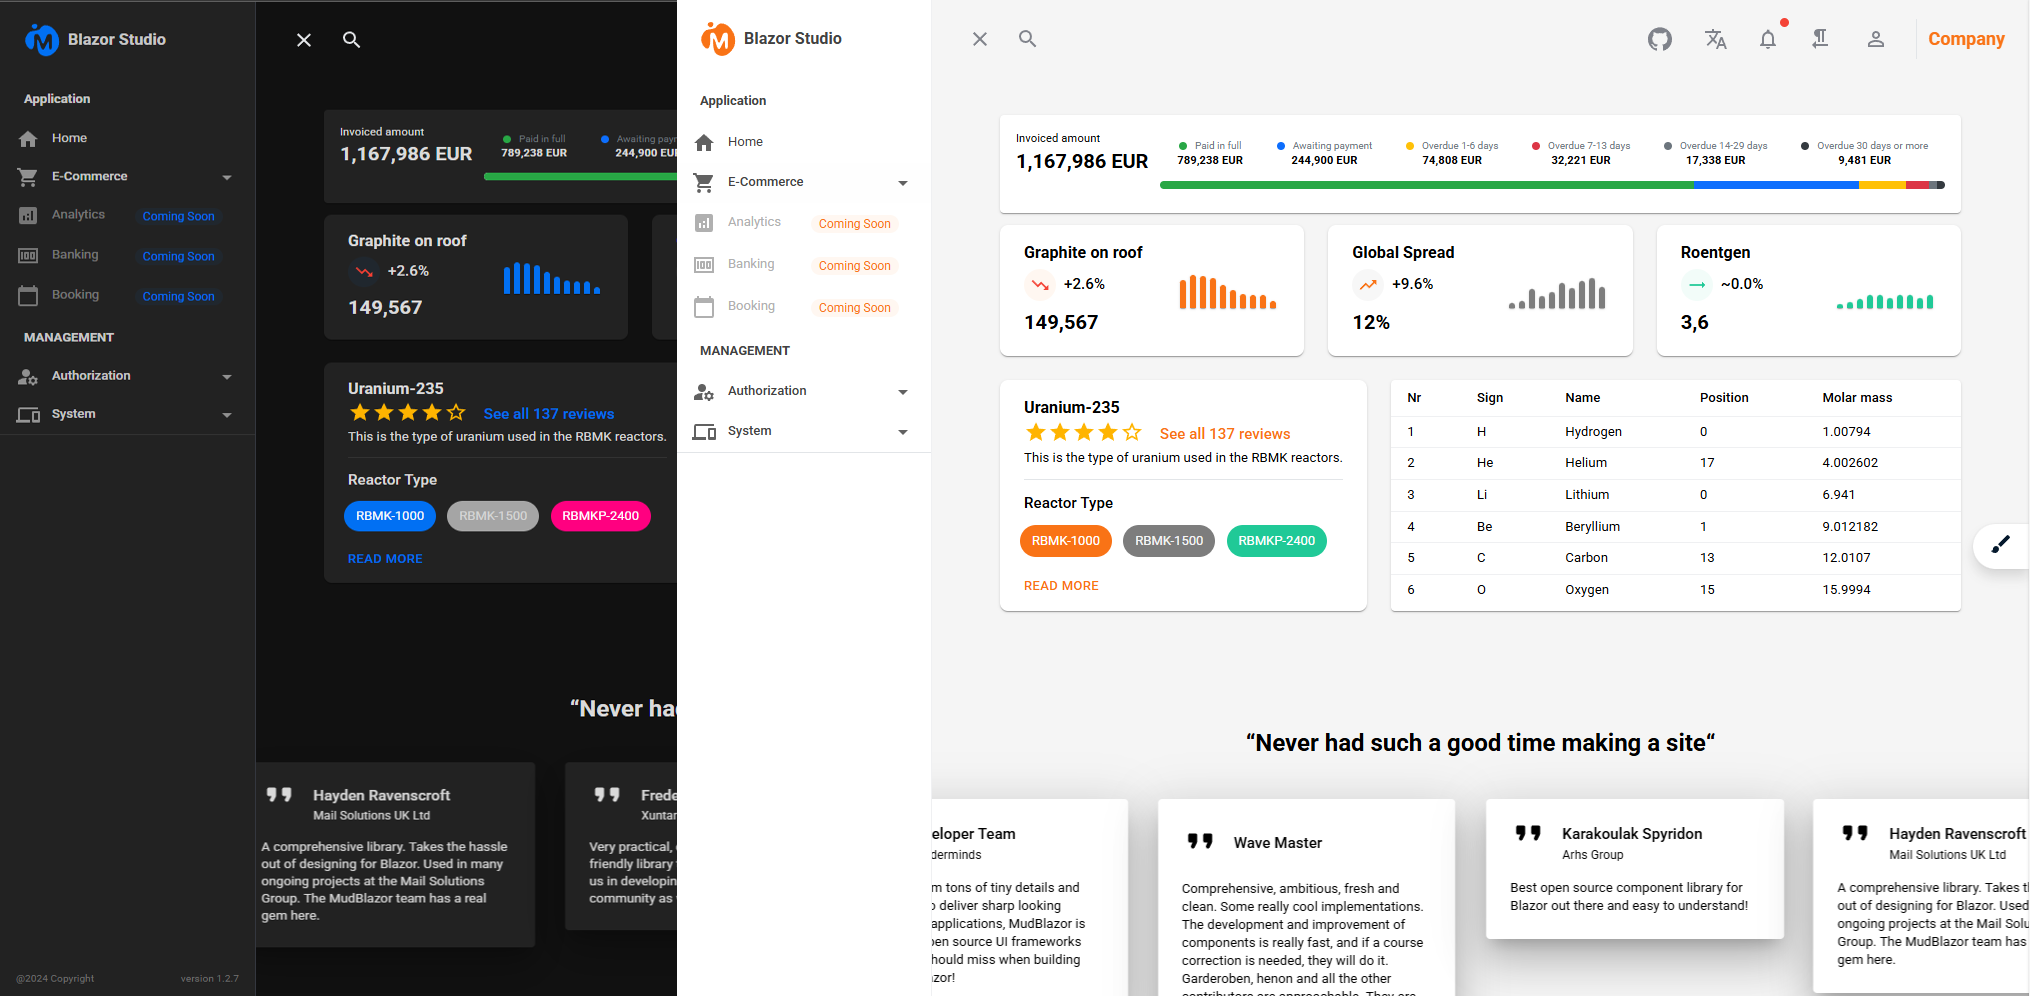 Blazor Studio
Application
Home
E-Commerce
Analytics Coming Soon
Banking Coming Soon
Booking Coming Soon
MANAGEMENT
Authorization
System
@2024 Copyright version 1.2.7
Invoiced amount
1,167,986 EUR
Paid in full
789,238 EUR
Awaiting paym
244,900 EUR
Graphite on roof
+2.6%
149,567
Uranium-235
See all 137 reviews
This is the type of uranium used in the RBMK reactors.
Reactor Type
RBMK-1000 RBMK-1500 RBMKP-2400
READ MORE
“Never had
Hayden Ravenscroft
Mail Solutions UK Ltd
A comprehensive library. Takes the hassle
out of designing for Blazor. Used in many
ongoing projects at the Mail Solutions
Group. The MudBlazor team has a real
gem here.
Frede
Xuntar
Very practical,
friendly library
us in developin
community as
Blazor Studio
Application
Home
E-Commerce
Analytics Coming Soon
Banking Coming Soon
Booking Coming Soon
MANAGEMENT
Authorization
System
Company
Invoiced amount
1,167,986 EUR
Paid in full
789,238 EUR
Awaiting payment
244,900 EUR
Overdue 1-6 days
74,808 EUR
Overdue 7-13 days
32,221 EUR
Overdue 14-29 days
17,338 EUR
Overdue 30 days or more
9,481 EUR
Graphite on roof
+2.6%
149,567
Global Spread
+9.6%
12%
Roentgen
~0.0%
3,6
Uranium-235
See all 137 reviews
This is the type of uranium used in the RBMK reactors.
Reactor Type
RBMK-1000 RBMK-1500 RBMKP-2400
READ MORE
Nr Sign Name Position Molar mass
1 H Hydrogen 0 1.00794
2 He Helium 17 4.002602
3 Li Lithium 0 6.941
4 Be Beryllium 1 9.012182
5 C Carbon 13 12.0107
6 O Oxygen 15 15.9994
“Never had such a good time making a site“
eloper Team
derminds
m tons of tiny details and
deliver sharp looking
applications, MudBlazor is
en source UI frameworks
hould miss when building
zor!
Wave Master
Comprehensive, ambitious, fresh and
clean. Some really cool implementations.
The development and improvement of
components is really fast, and if a course
correction is needed, they will do it.
Garderoben, henon and all the other
contributors are approachable. They are
Karakoulak Spyridon
Arhs Group
Best open source component library for
Blazor out there and easy to understand!
Hayden Ravenscroft
Mail Solutions UK Ltd
A comprehensive library. Takes t
out of designing for Blazor. Used
ongoing projects at the Mail Solu
Group. The MudBlazor team has
gem here.